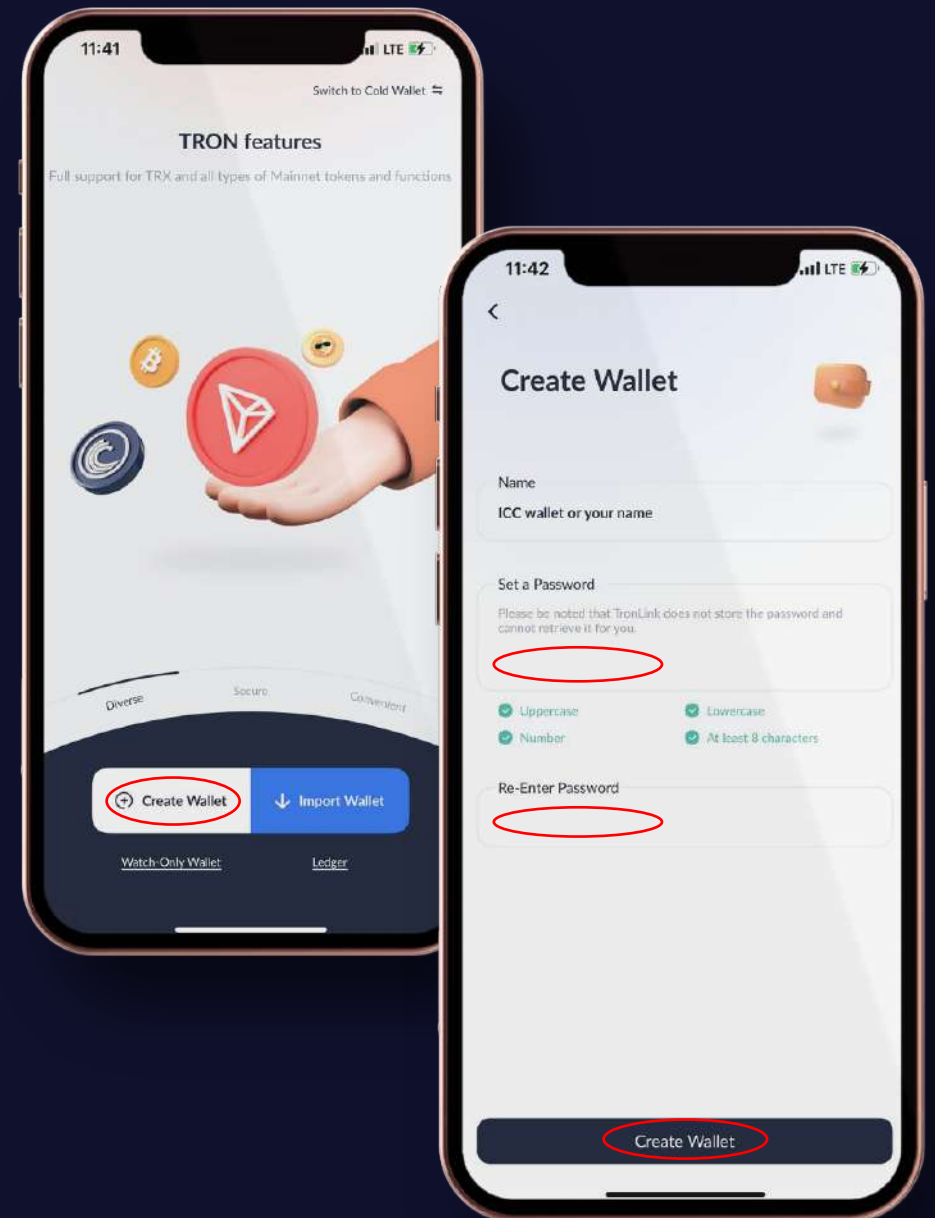 11:41
LTE
Switch to Cold Wallet
TRON features
Full support for TRX and all types of Mainnet tokens and functions
Diverse
Secure
Convenient
Create Wallet
Import Wallet
Watch-Only Wallet
Ledger
11:42
LTE
Create Wallet
Name
ICC wallet or your name
Set a Password
Please be noted that TronLink does not store the password and
cannot retrieve it for you.
Uppercase
Lowercase
Number
At least 8 characters
Re-Enter Password
Create Wallet